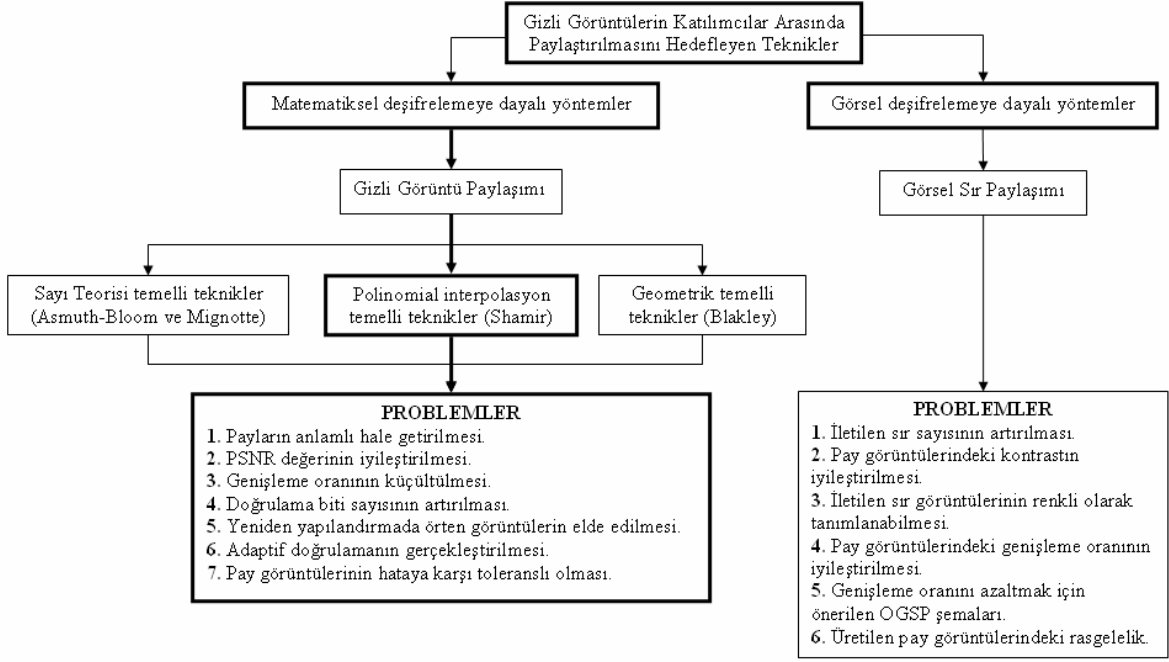 Gizli Görüntülerin Katılımcılar Arasında
Paylaştırılmasını Hedefleyen Teknikler
Matematiksel deşifrelemeye dayalı yöntemler
Görsel deşifrelemeye dayalı yöntemler
Gizli Görüntü Paylaşımı
Görsel Sır Paylaşımı
Sayı Teorisi temelli teknikler
(Asmuth-Bloom ve Mignotte)
Polinomial interpolasyon
temelli teknikler (Shamir)
Geometrik temelli
teknikler (Blakley)
PROBLEMLER
1. Payların anlamlı hale getirilmesi.
2. PSNR değerinin iyileştirilmesi.
3. Genişleme oranının küçültülmesi.
4. Doğrulama biti sayısının artırılması.
5. Yeniden yapılandırmada örten görüntülerin elde edilmesi.
6. Adaptif doğrulamanın gerçekleştirilmesi.
7. Pay görüntülerinin hataya karşı toleranslı olması.
PROBLEMLER
1. İletilen sır sayısının artırılması.
2. Pay görüntülerindeki kontrastın
iyileştirilmesi.
3. İletilen sır görüntülerinin renkli olarak
tanımlanabilmesi.
4. Pay görüntülerindeki genişleme oranının
iyileştirilmesi.
5. Genişleme oranını azaltmak için
önerilen OGSP şemaları.
6. Üretilen pay görüntülerindeki rasgelelik.